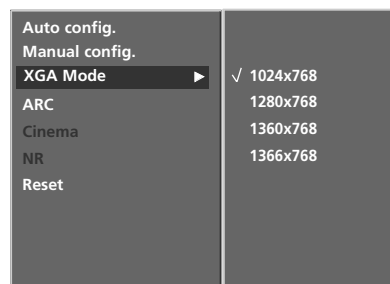 Auto config.
Manual config.
XGA Mode ▶
ARC
Cinema
NR
Reset
√ 1024x768
1280x768
1360x768
1366x768